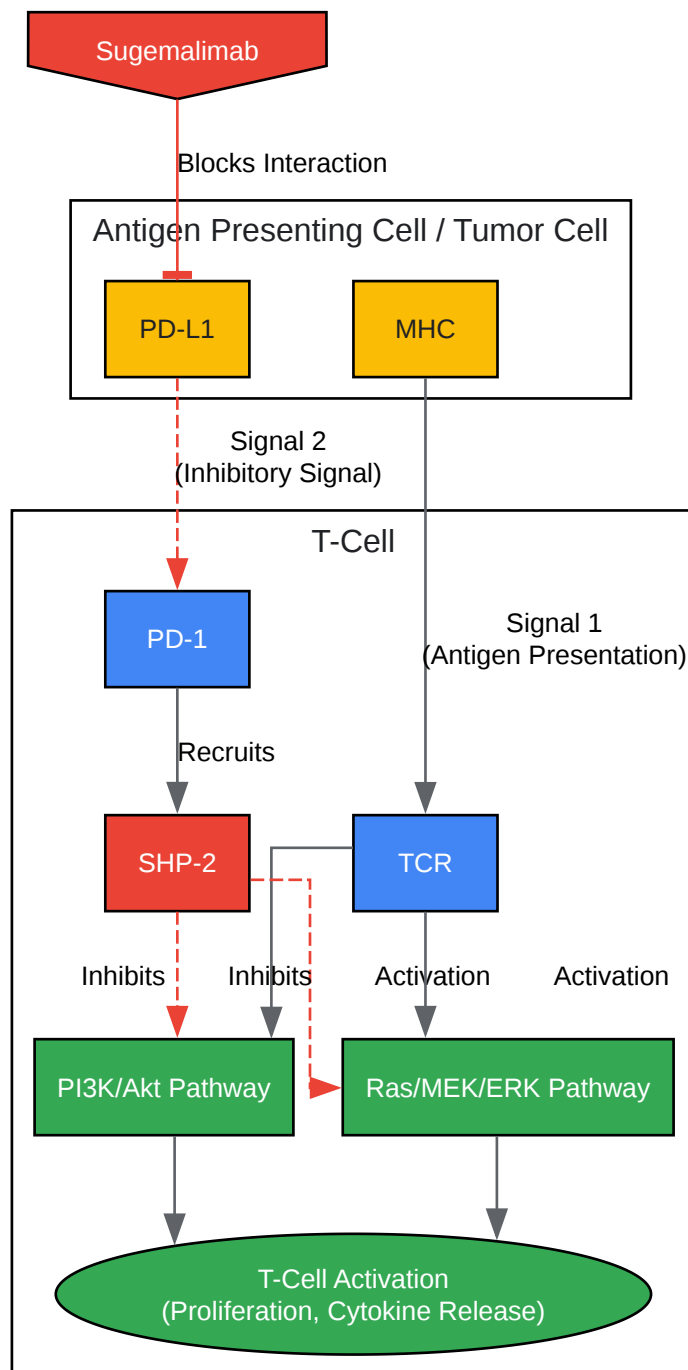 Sugemalimab
Blocks Interaction
Antigen Presenting Cell / Tumor Cell
PD-L1
MHC
Signal 2
(Inhibitory Signal)
T-Cell
PD-1
Signal 1
(Antigen Presentation)
Recruits
SHP-2
TCR
Inhibits
Inhibits
Activation
Activation
PI3K/Akt Pathway
Ras/MEK/ERK Pathway
T-Cell Activation
(Proliferation, Cytokine Release)